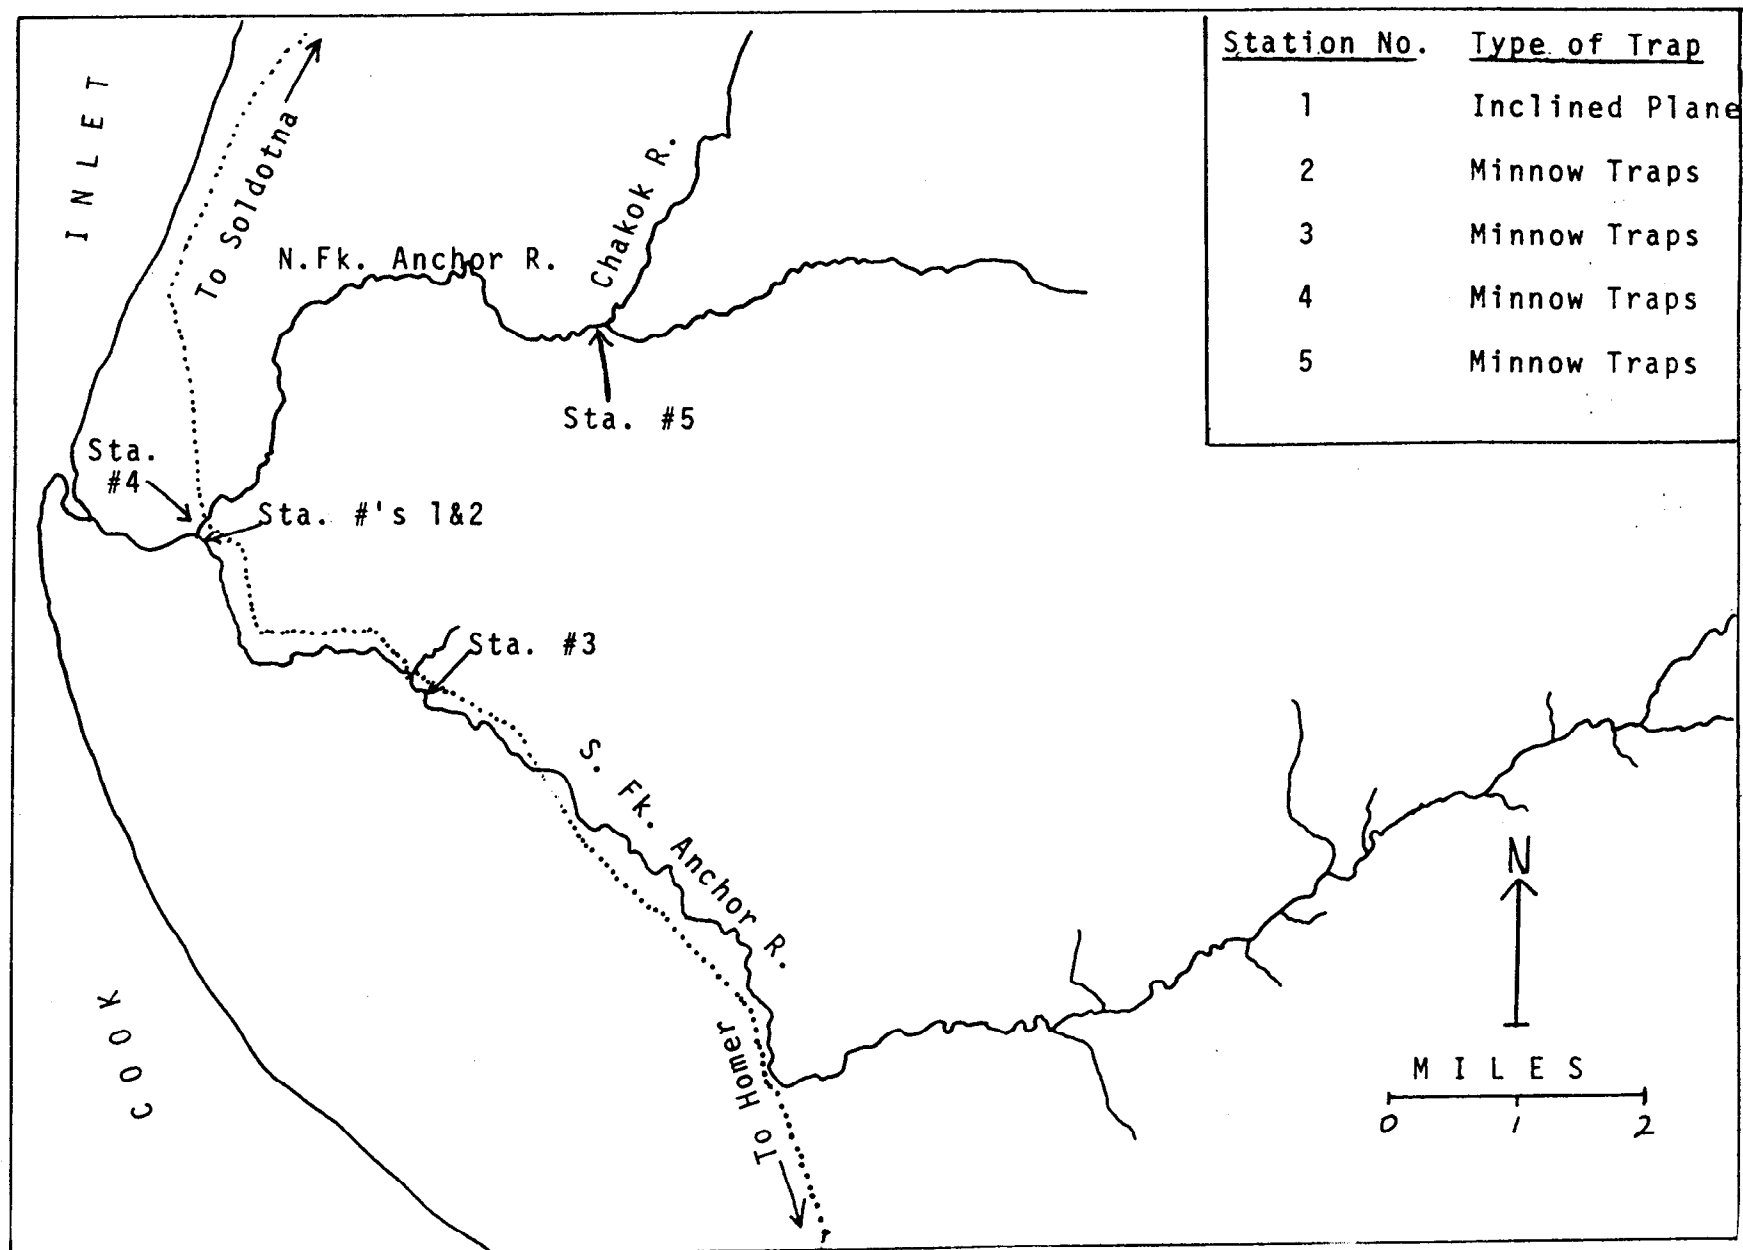 Station No. Type of Trap
1 Inclined Plane
2 Minnow Traps
3 Minnow Traps
4 Minnow Traps
5 Minnow Traps
INLET
To Soldotna
N.Fk. Anchor R.
Chakok R.
Sta. #5
Sta.
#4
Sta. #'s 1&2
Sta. #3
S. Fk. Anchor R.
N
MILES
0 1 2
COOK
To Homer